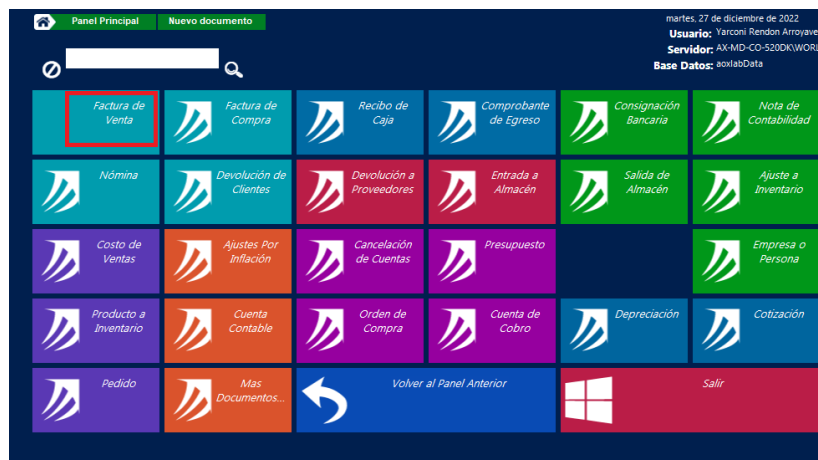 Panel Principal
Nuevo documento
martes, 27 de diciembre de 2022
Usuario: Yarconi Rendon Arroyave
Servidor: AX-MD-CO-520DK\WORL
Base Datos: aoxlabData
Factura de
Venta
Factura de
Compra
Recibo de
Caja
Comprobante
de Egreso
Consignación
Bancaria
Nota de
Contabilidad
Nómina
Devolución de
Clientes
Devolución a
Proveedores
Entrada a
Almacén
Salida de
Almacén
Ajuste a
Inventario
Costo de
Ventas
Ajustes Por
Inflación
Cancelación
de Cuentas
Presupuesto
Empresa o
Persona
Producto a
Inventario
Cuenta
Contable
Orden de
Compra
Cuenta de
Cobro
Depreciación
Cotización
Pedido
Mas
Documentos...
Volver al Panel Anterior
Salir